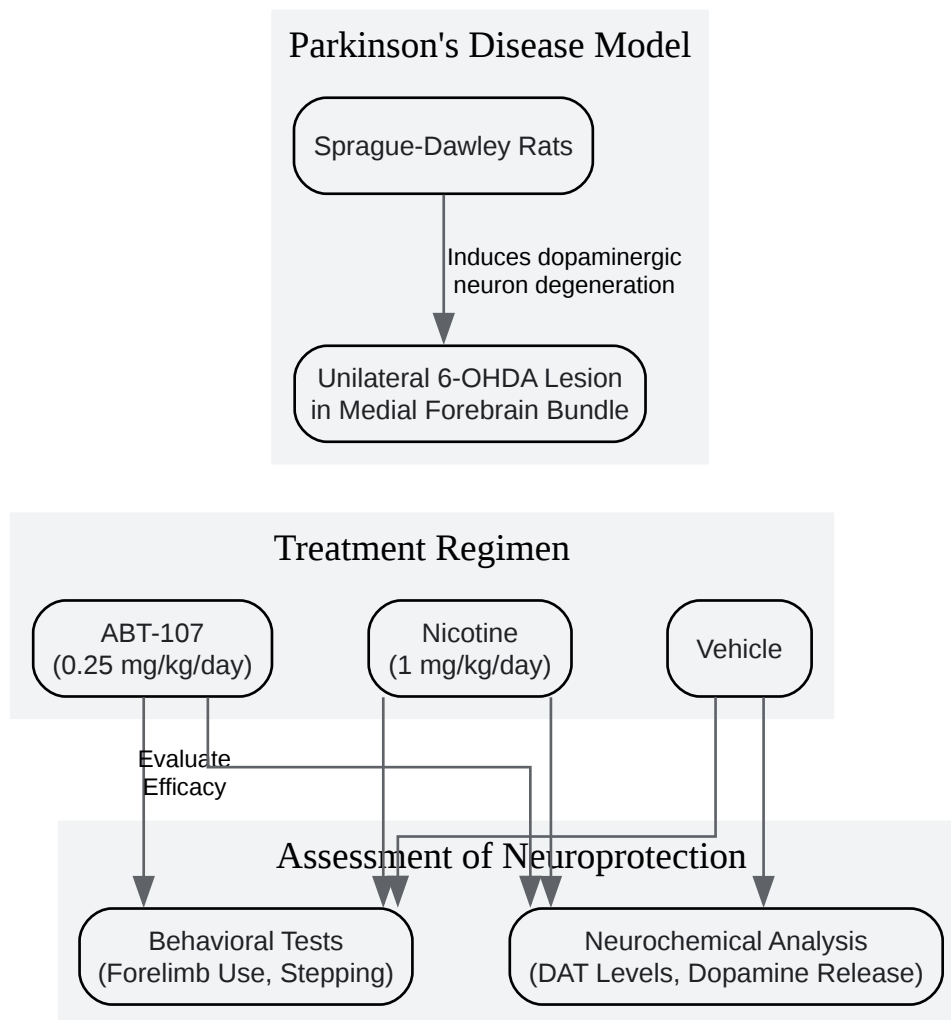 Parkinson's Disease Model
Sprague-Dawley Rats
Induces dopaminergic
neuron degeneration
Unilateral 6-OHDA Lesion
in Medial Forebrain Bundle
Treatment Regimen
ABT-107
(0.25 mg/kg/day)
Nicotine
(1 mg/kg/day)
Vehicle
Evaluate
Efficacy
Assessment of Neuroprotection
Behavioral Tests
(Forelimb Use, Stepping)
Neurochemical Analysis
(DAT Levels, Dopamine Release)